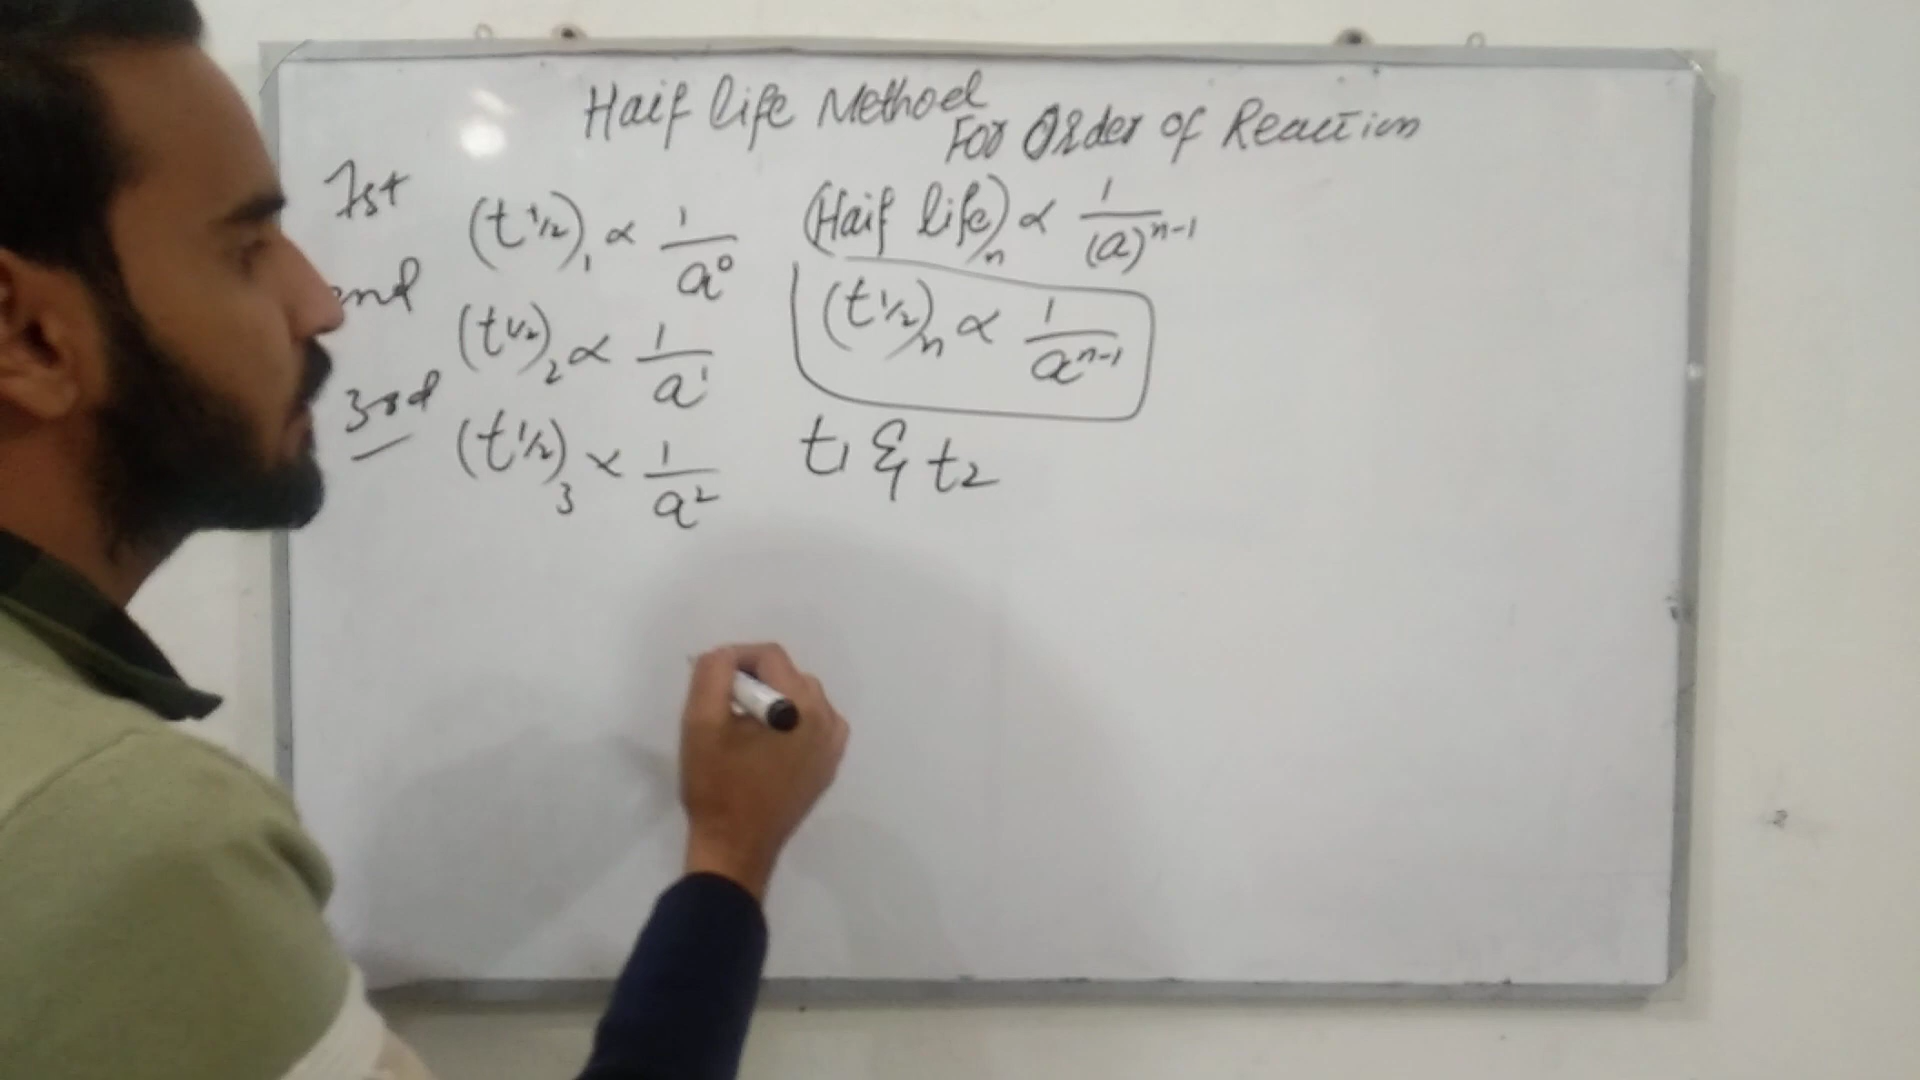 Half life Method
For Order of Reaction
1st (t½)₁ ∝ 1/a⁰
2nd (t½)₂ ∝ 1/a¹
3rd (t½)₃ ∝ 1/a²
(Half life)ₙ ∝ 1/(a)ⁿ⁻¹
(t½)ₙ ∝ 1/aⁿ⁻¹
t₁ & t₂